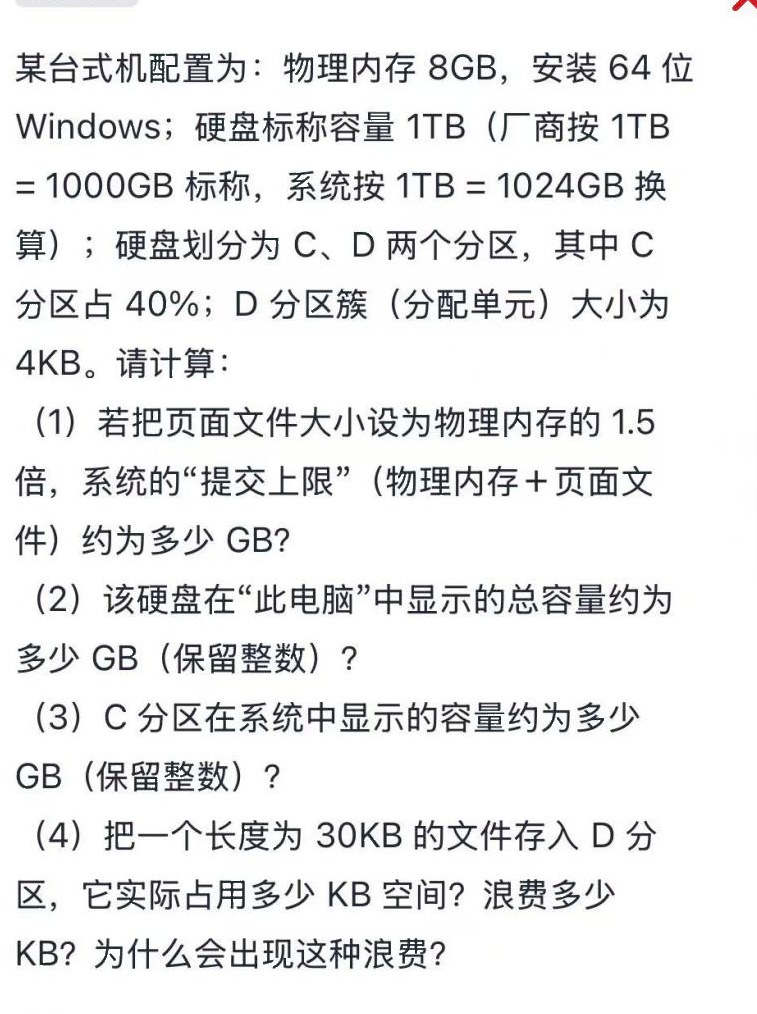 某台式机配置为：物理内存 8GB，安装 64 位
Windows；硬盘标称容量 1TB（厂商按 1TB
= 1000GB 标称，系统按 1TB = 1024GB 换
算）；硬盘划分为 C、D 两个分区，其中 C
分区占 40%；D 分区簇（分配单元）大小为
4KB。请计算：
（1）若把页面文件大小设为物理内存的 1.5
倍，系统的“提交上限”（物理内存＋页面文
件）约为多少 GB？
（2）该硬盘在“此电脑”中显示的总容量约为
多少 GB（保留整数）？
（3）C 分区在系统中显示的容量约为多少
GB（保留整数）？
（4）把一个长度为 30KB 的文件存入 D 分
区，它实际占用多少 KB 空间？浪费多少
KB？为什么会出现这种浪费？